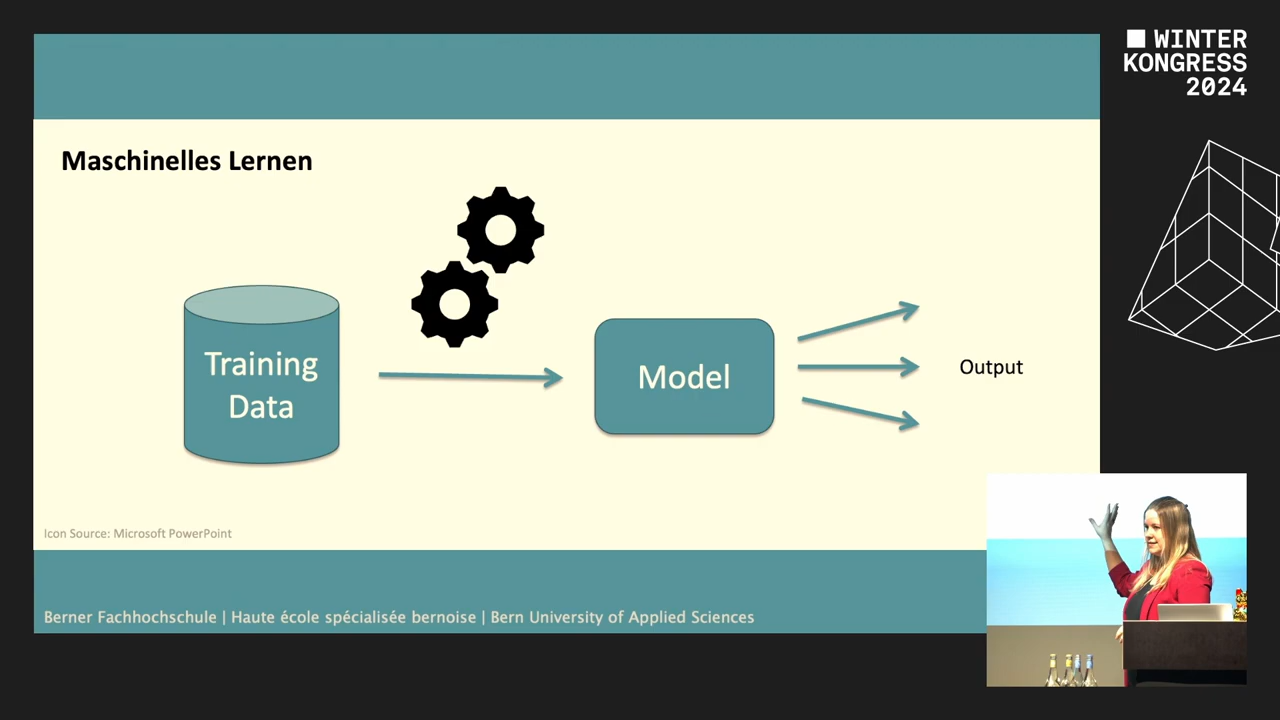 WINTER
KONGRESS
2024
Maschinelles Lernen
Training
Data
Model
Output
Icon Source: Microsoft PowerPoint
Berner Fachhochschule | Haute école spécialisée bernoise | Bern University of Applied Sciences